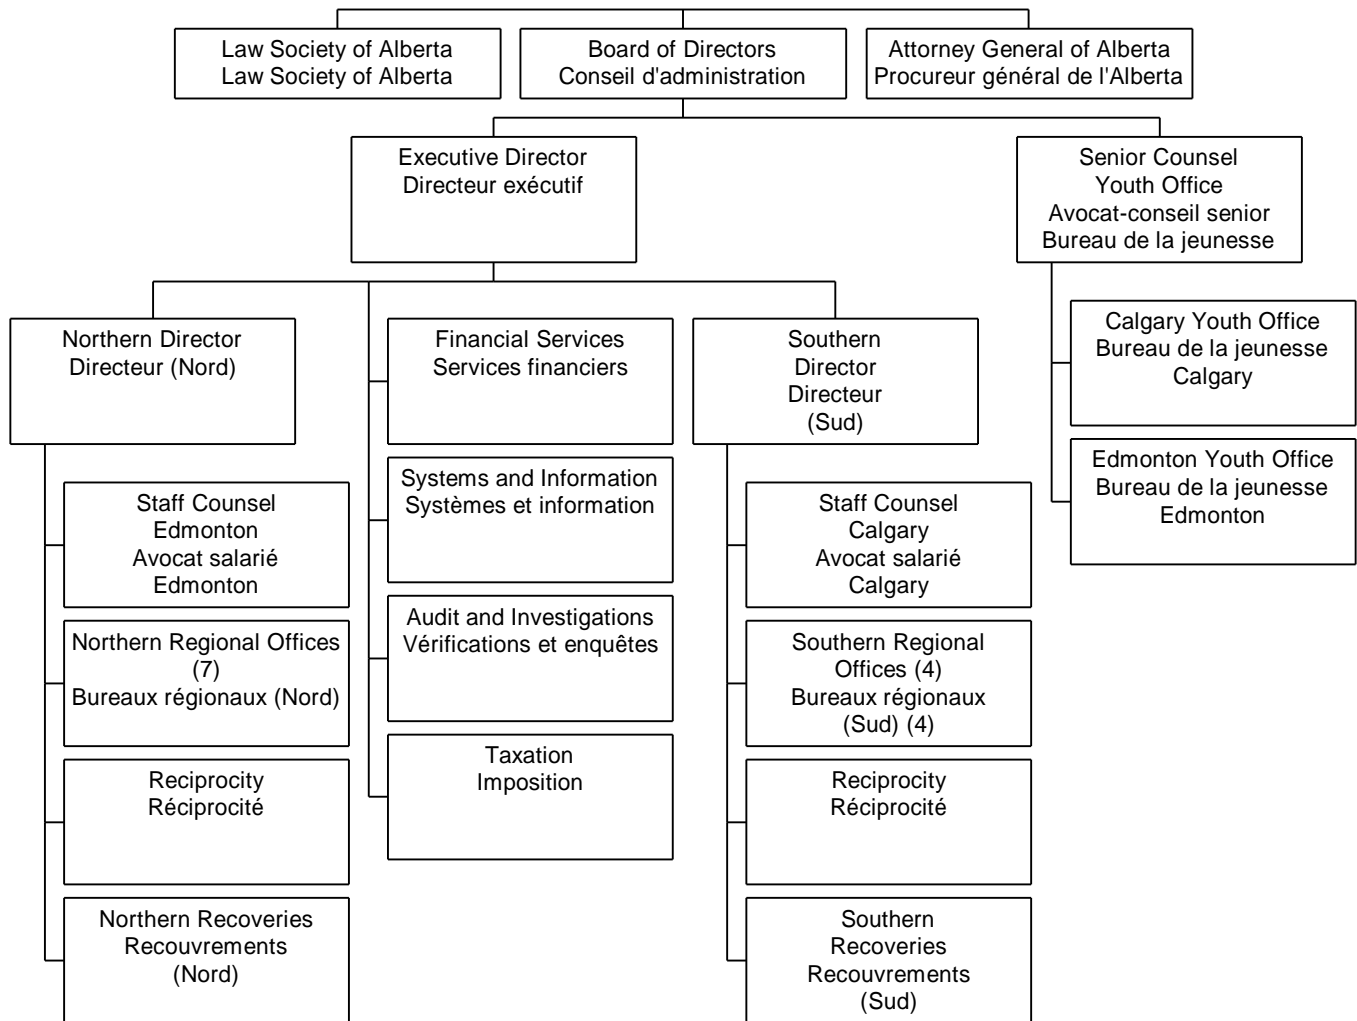 Law Society of Alberta
Law Society of Alberta
Board of Directors
Conseil d'administration
Attorney General of Alberta
Procureur général de l'Alberta
Executive Director
Directeur exécutif
Senior Counsel
Youth Office
Avocat-conseil senior
Bureau de la jeunesse
Northern Director
Directeur (Nord)
Financial Services
Services financiers
Southern
Director
Directeur
(Sud)
Calgary Youth Office
Bureau de la jeunesse
Calgary
Edmonton Youth Office
Bureau de la jeunesse
Edmonton
Systems and Information
Systèmes et information
Staff Counsel
Edmonton
Avocat salarié
Edmonton
Staff Counsel
Calgary
Avocat salarié
Calgary
Audit and Investigations
Vérifications et enquêtes
Northern Regional Offices
(7)
Bureaux régionaux (Nord)
Southern Regional
Offices (4)
Bureaux régionaux
(Sud) (4)
Taxation
Imposition
Reciprocity
Réciprocité
Reciprocity
Réciprocité
Northern Recoveries
Recouvrements
(Nord)
Southern
Recoveries
Recouvrements
(Sud)